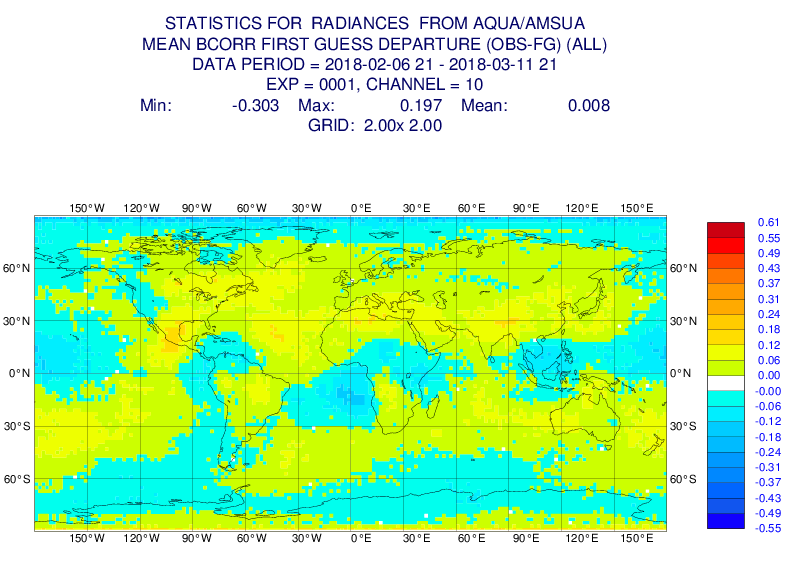 STATISTICS FOR RADIANCES FROM AQUA/AMSUA
MEAN BCORR FIRST GUESS DEPARTURE (OBS-FG) (ALL)
DATA PERIOD = 2018-02-06 21 - 2018-03-11 21
EXP = 0001, CHANNEL = 10
Min: -0.303 Max: 0.197 Mean: 0.008
GRID: 2.00x 2.00
150°W 120°W 90°W 60°W 30°W 0°E 30°E 60°E 90°E 120°E 150°E
60°N 60°N
30°N 30°N
0°N 0°N
30°S 30°S
60°S 60°S
150°W 120°W 90°W 60°W 30°W 0°E 30°E 60°E 90°E 120°E 150°E
0.61
0.55
0.49
0.43
0.37
0.31
0.24
0.18
0.12
0.06
0.00
-0.00
-0.06
-0.12
-0.18
-0.24
-0.31
-0.37
-0.43
-0.49
-0.55